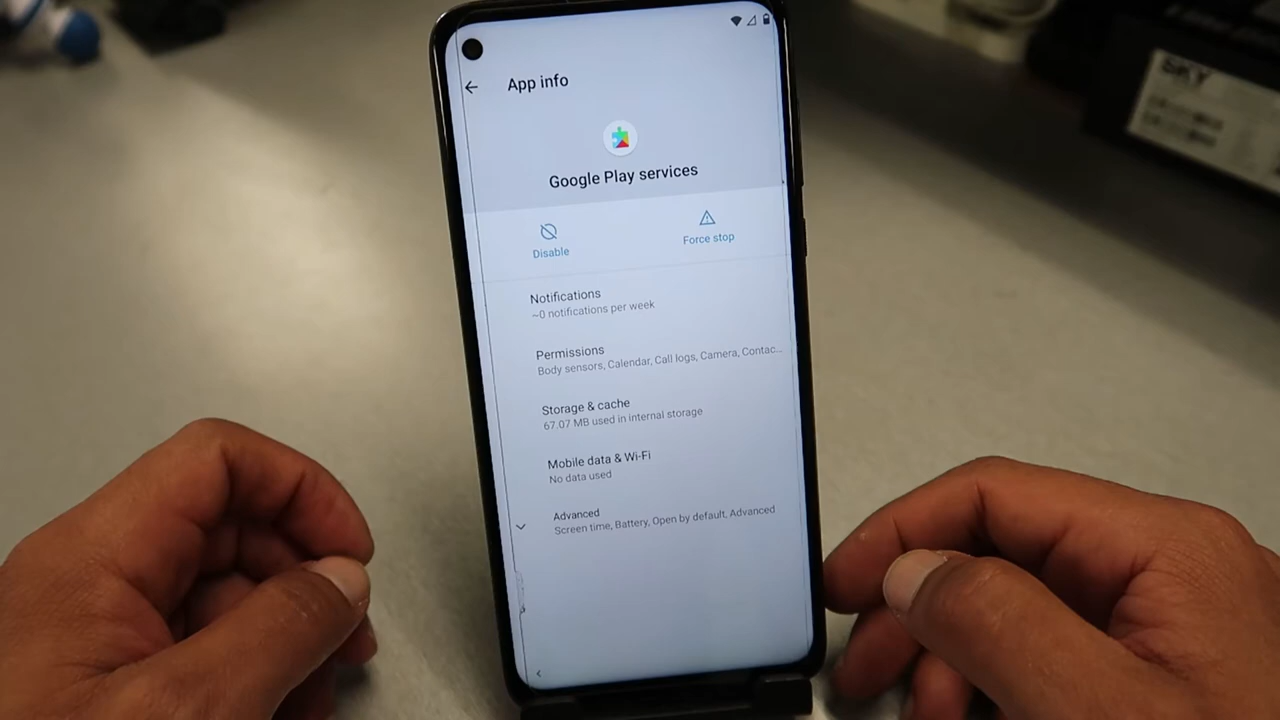 App info
Google Play services
Disable
Force stop
Notifications
~0 notifications per week
Permissions
Body sensors, Calendar, Call logs, Camera, Contac...
Storage & cache
67.07 MB used in internal storage
Mobile data & Wi-Fi
No data used
Advanced
Screen time, Battery, Open by default, Advanced
SKY